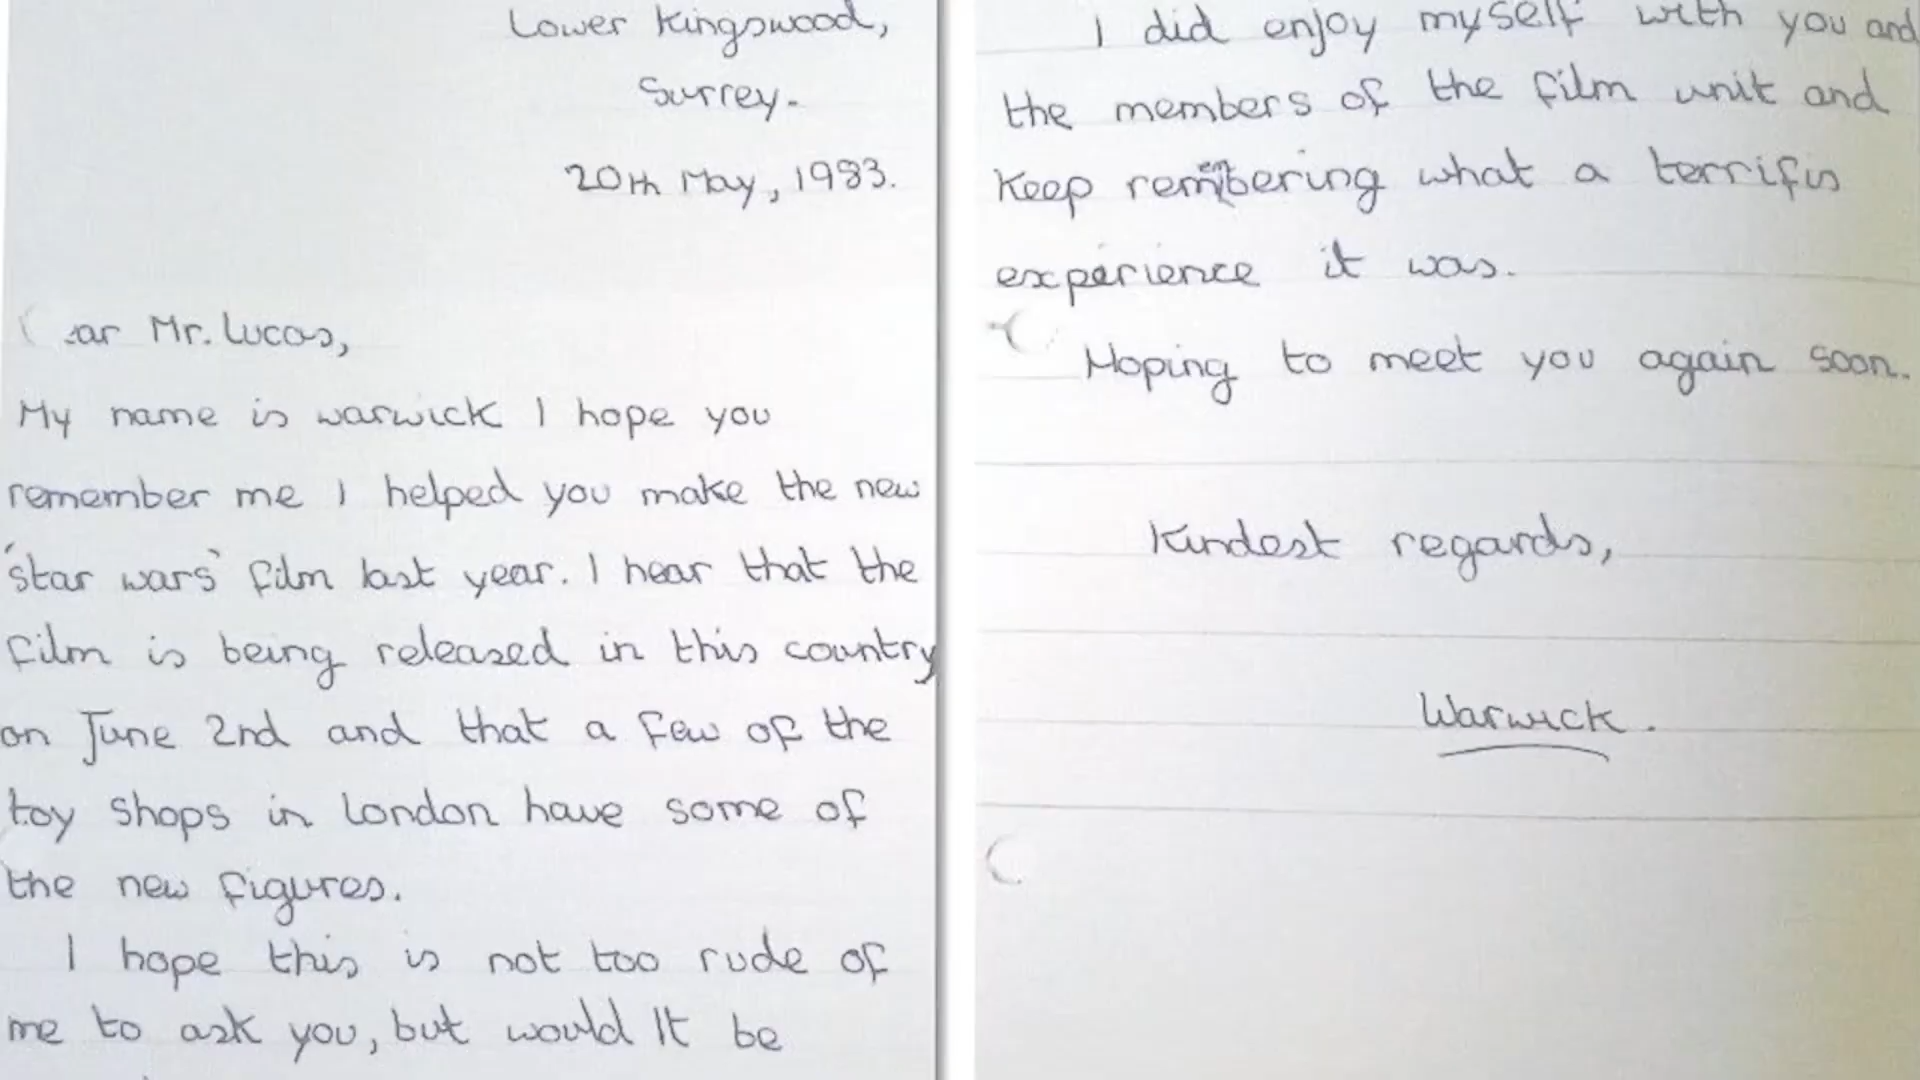 Lower Kingswood,
Surrey.
20th May, 1983.
ear Mr. Lucas,
My name is warwick I hope you
remember me I helped you make the new
'star wars' film last year. I hear that the
film is being released in this country
on June 2nd and that a few of the
toy shops in London have some of
the new figures.
I hope this is not too rude of
me to ask you, but would It be
I did enjoy myself with you and
the members of the film unit and
Keep remembering what a terrific
experience it was.
Hoping to meet you again soon.
Kindest regards,
Warwick.